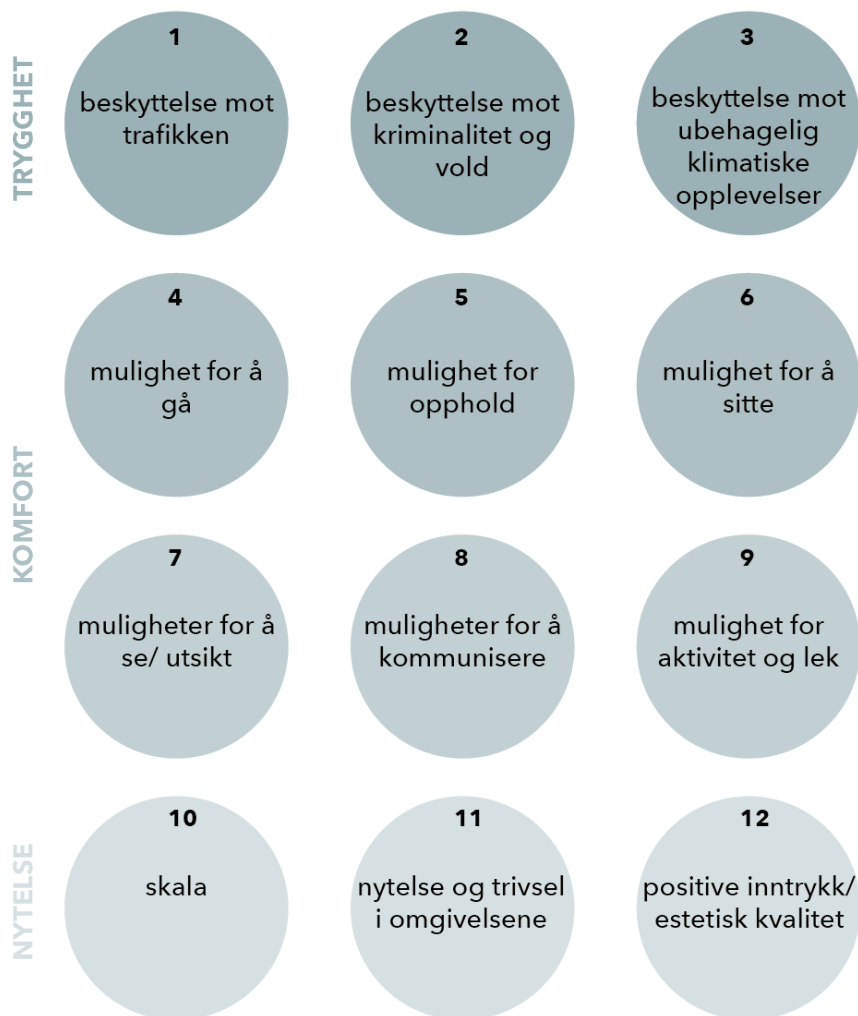 TRYGGHET
1
beskyttelse mot
trafikken
2
beskyttelse mot
kriminalitet og
vold
3
beskyttelse mot
ubehagelig
klimatiske
opplevelser
KOMFORT
4
mulighet for å
gå
5
mulighet for
opphold
6
mulighet for å
sitte
7
muligheter for å
se/ utsikt
8
muligheter for å
kommunisere
9
mulighet for
aktivitet og lek
NYTELSE
10
skala
11
nytelse og trivsel
i omgivelsene
12
positive inntrykk/
estetisk kvalitet